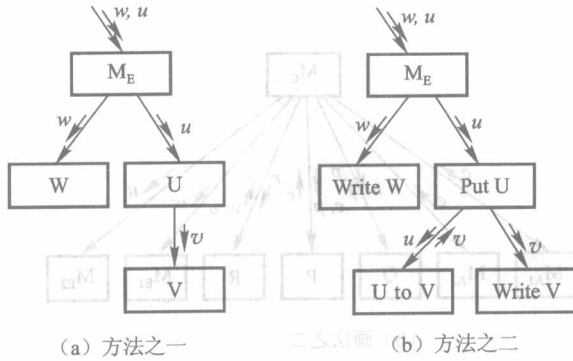 w, u
w, u
M_E
M_E
w
u
w
u
W
U
Write W
Put U
v
u
v
v
V
U to V
Write V
(a) 方法之一
(b) 方法之二